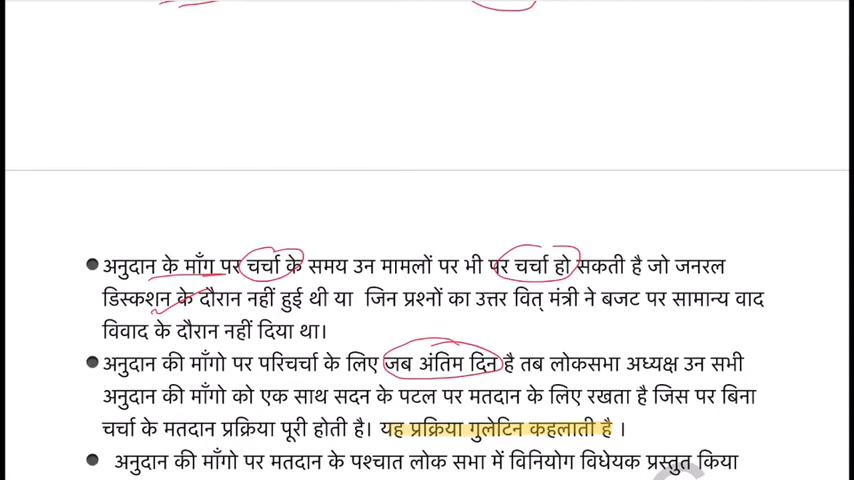 अनुदान के माँग पर चर्चा के समय उन मामलों पर भी पर चर्चा हो सकती है जो जनरल
डिस्कशन के दौरान नहीं हुई थी या जिन प्रश्नों का उत्तर वित् मंत्री ने बजट पर सामान्य वाद
विवाद के दौरान नहीं दिया था।
अनुदान की माँगो पर परिचर्चा के लिए जब अंतिम दिन है तब लोकसभा अध्यक्ष उन सभी
अनुदान की माँगो को एक साथ सदन के पटल पर मतदान के लिए रखता है जिस पर बिना
चर्चा के मतदान प्रक्रिया पूरी होती है। यह प्रक्रिया गुलेटिन कहलाती है ।
अनुदान की माँगो पर मतदान के पश्चात लोक सभा में विनियोग विधेयक प्रस्तुत किया